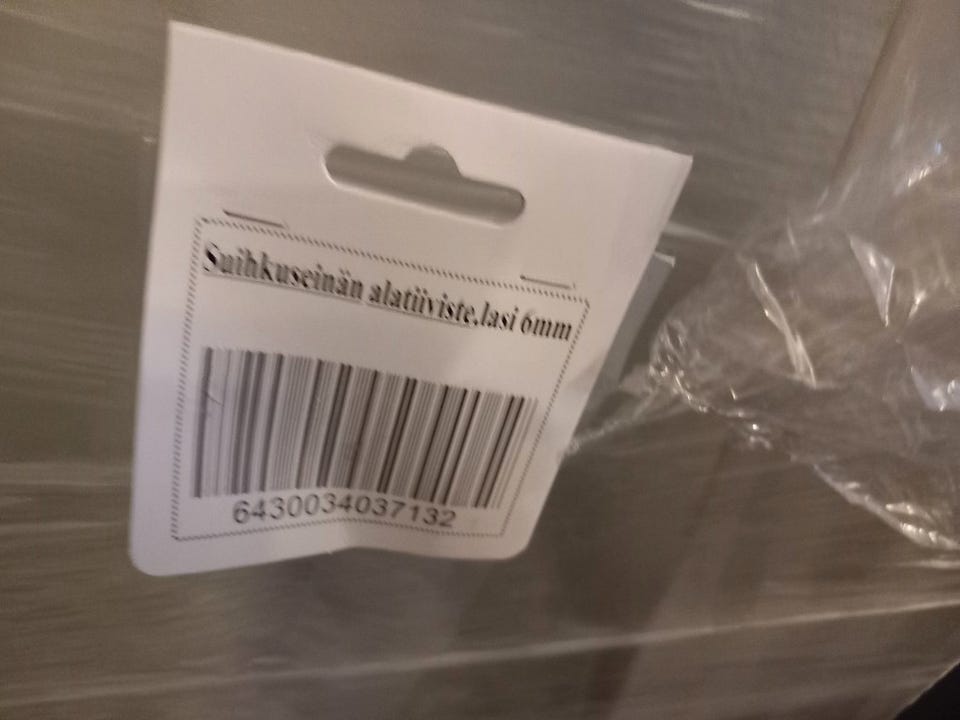 Suihkuseinän alatiiviste,lasi 6mm
6430034037132